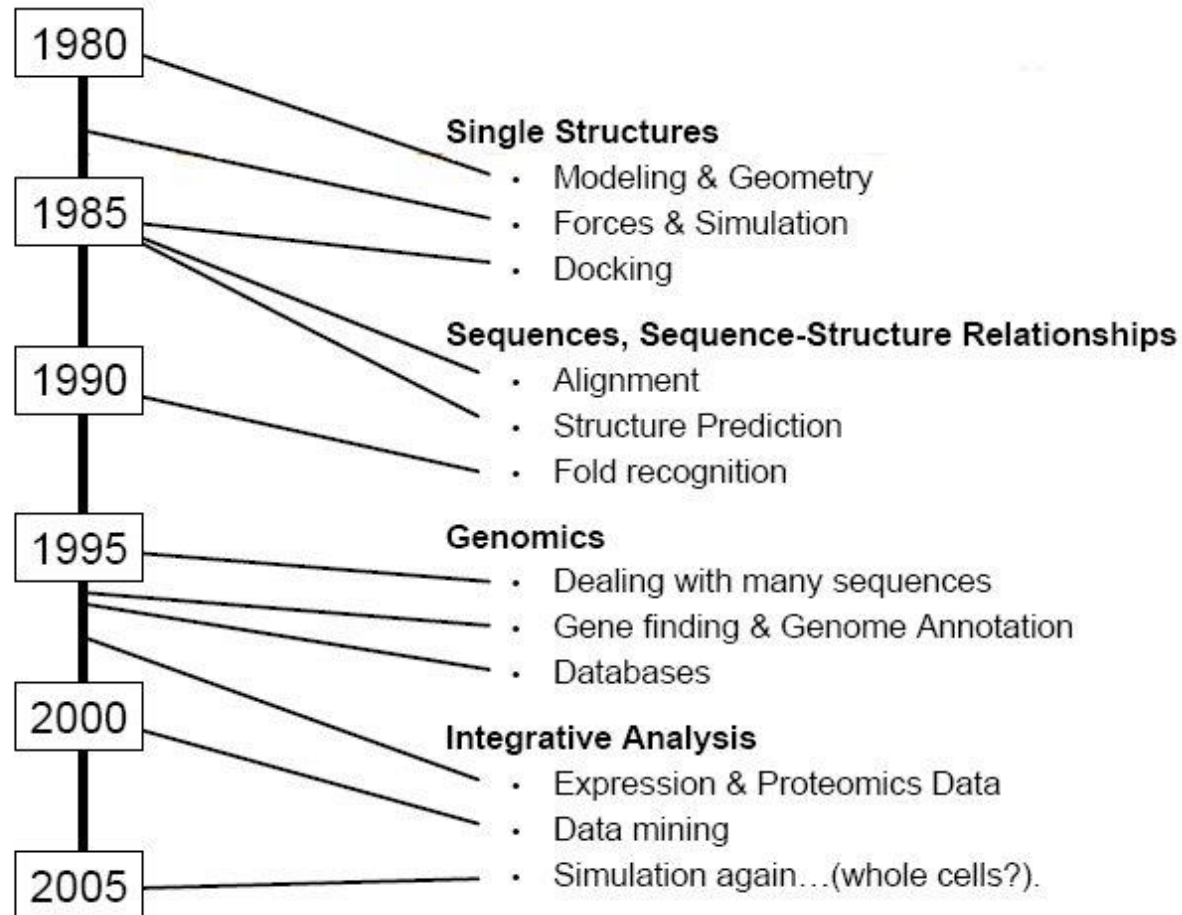 1980
Single Structures
· Modeling & Geometry
· Forces & Simulation
1985
· Docking
Sequences, Sequence-Structure Relationships
1990
· Alignment
· Structure Prediction
· Fold recognition
1995
Genomics
· Dealing with many sequences
· Gene finding & Genome Annotation
· Databases
2000
Integrative Analysis
· Expression & Proteomics Data
· Data mining
2005
· Simulation again...(whole cells?).